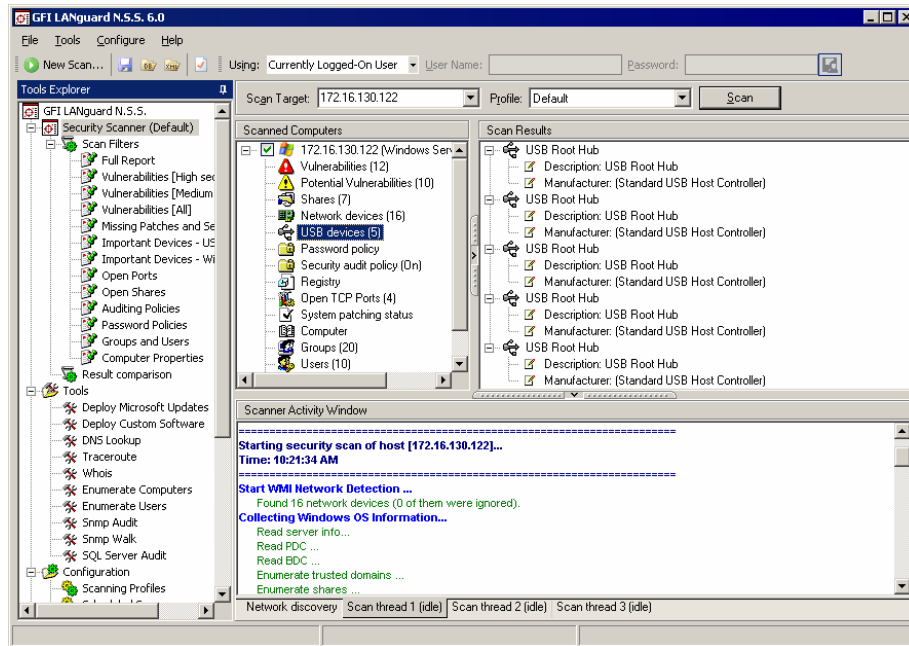 GFI LANguard N.S.S. 6.0
File Tools Configure Help
New Scan... Using: Currently Logged-On User User Name: Password:
Tools Explorer
GFI LANguard N.S.S.
Security Scanner (Default)
Scan Filters
Full Report
Vulnerabilities [High sec
Vulnerabilities [Medium
Vulnerabilities [All]
Missing Patches and Se
Important Devices - US
Important Devices - Wi
Open Ports
Open Shares
Auditing Policies
Password Policies
Groups and Users
Computer Properties
Result comparison
Tools
Deploy Microsoft Updates
Deploy Custom Software
DNS Lookup
Traceroute
Whois
Enumerate Computers
Enumerate Users
Snmp Audit
Snmp Walk
SQL Server Audit
Configuration
Scanning Profiles
Scan Target: 172.16.130.122 Profile: Default Scan
Scanned Computers
172.16.130.122 (Windows Serv
Vulnerabilities (12)
Potential Vulnerabilities (10)
Shares (7)
Network devices (16)
USB devices (5)
Password policy
Security audit policy (On)
Registry
Open TCP Ports (4)
System patching status
Computer
Groups (20)
Users (10)
Scan Results
USB Root Hub
Description: USB Root Hub
Manufacturer: (Standard USB Host Controller)
USB Root Hub
Description: USB Root Hub
Manufacturer: (Standard USB Host Controller)
USB Root Hub
Description: USB Root Hub
Manufacturer: (Standard USB Host Controller)
USB Root Hub
Description: USB Root Hub
Manufacturer: (Standard USB Host Controller)
USB Root Hub
Description: USB Root Hub
Manufacturer: (Standard USB Host Controller)
Scanner Activity Window
Starting security scan of host [172.16.130.122]...
Time: 10:21:34 AM
Start WMI Network Detection ...
Found 16 network devices (0 of them were ignored).
Collecting Windows OS Information...
Read server info...
Read PDC ...
Read BDC ...
Enumerate trusted domains ...
Enumerate shares ...
Network discovery Scan thread 1 (idle) Scan thread 2 (idle) Scan thread 3 (idle)